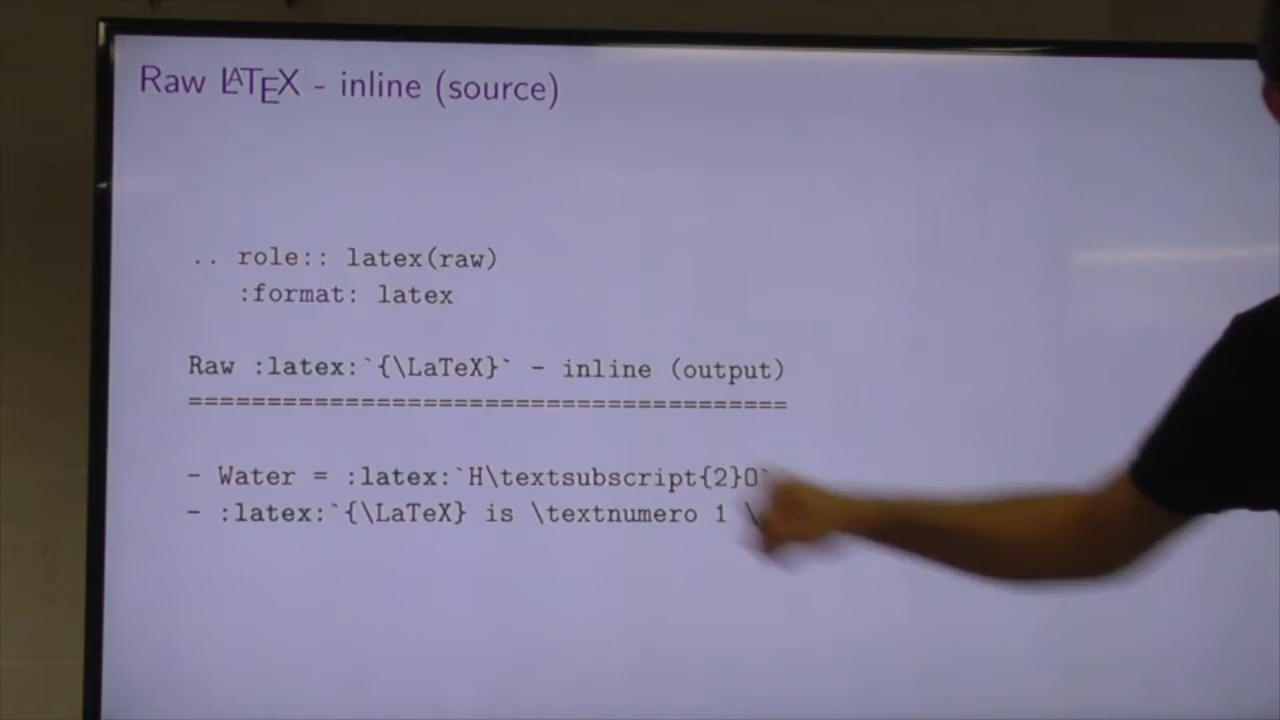 Raw LATEX - inline (source)
.. role:: latex(raw)
:format: latex
Raw :latex:`{\LaTeX}` - inline (output)
=======================================
- Water = :latex:`H\textsubscript{2}O`
- :latex:`{\LaTeX} is \textnumero 1 \